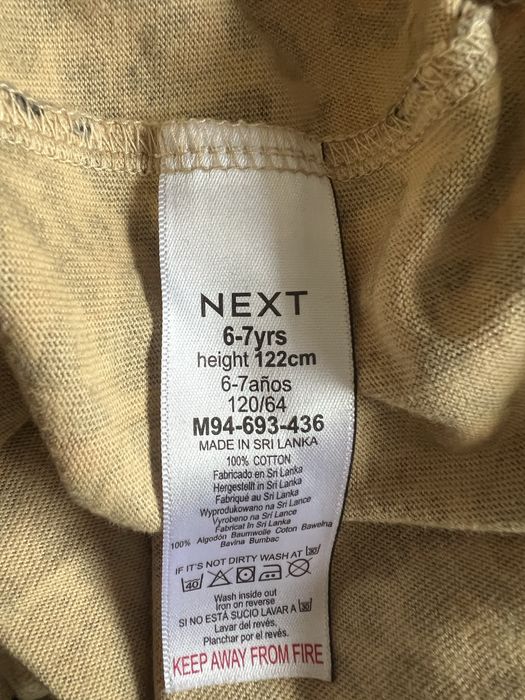 NEXT
6-7yrs
height 122cm
6-7años
120/64
M94-693-436
MADE IN SRI LANKA
100% COTTON
Fabricado en Sri Lanka
Hergestellt in Sri Lanka
Fabriqué au Sri Lanka
Wyprodukowano na Sri Lance
Vyrobeno na Srí Lance
Fabricat în Sri Lanka
100% Algodón Baumwolle Coton Bawełna
Bavlna Bumbac
IF IT'S NOT DIRTY WASH AT 30
40
Wash inside out
Iron on reverse
SI NO ESTÁ SUCIO LAVAR A 30
Lavar del revés.
Planchar por el revés.
KEEP AWAY FROM FIRE